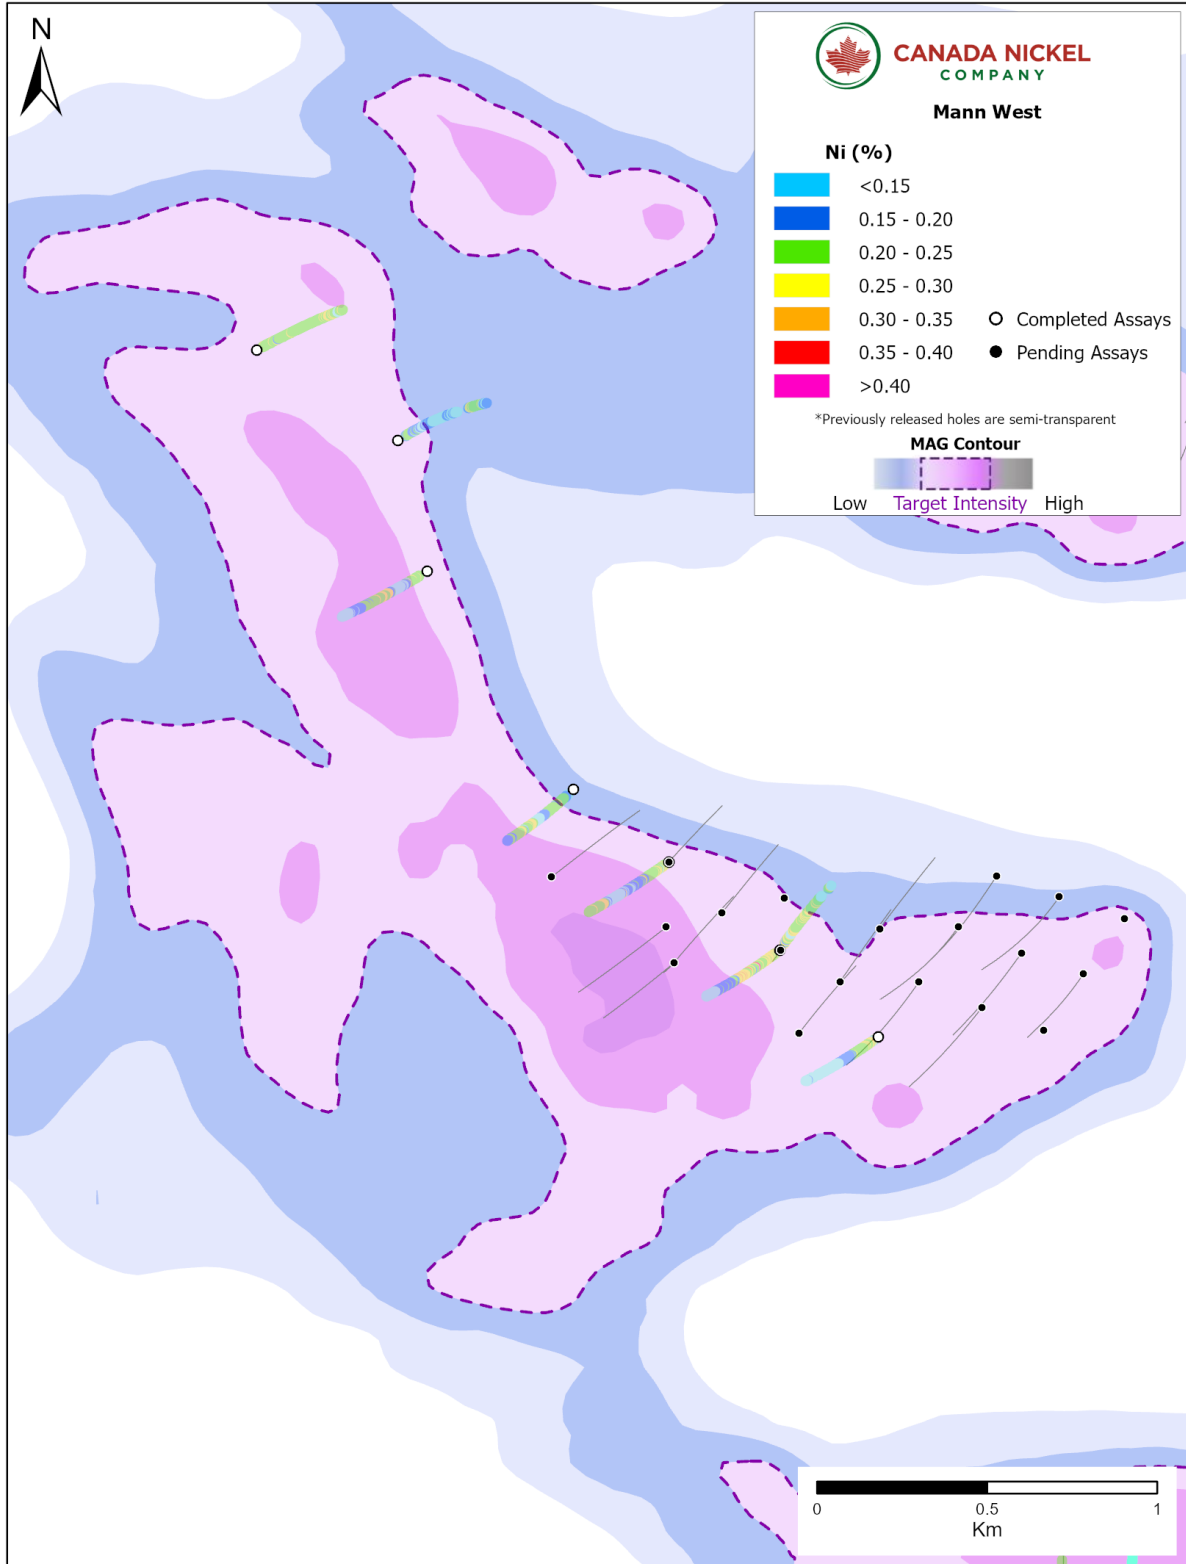 N
CANADA NICKEL
COMPANY
Mann West
Ni (%)
<0.15
0.15 - 0.20
0.20 - 0.25
0.25 - 0.30
0.30 - 0.35
0.35 - 0.40
>0.40
Completed Assays
Pending Assays
*Previously released holes are semi-transparent
MAG Contour
Low Target Intensity High
0 0.5 1
Km